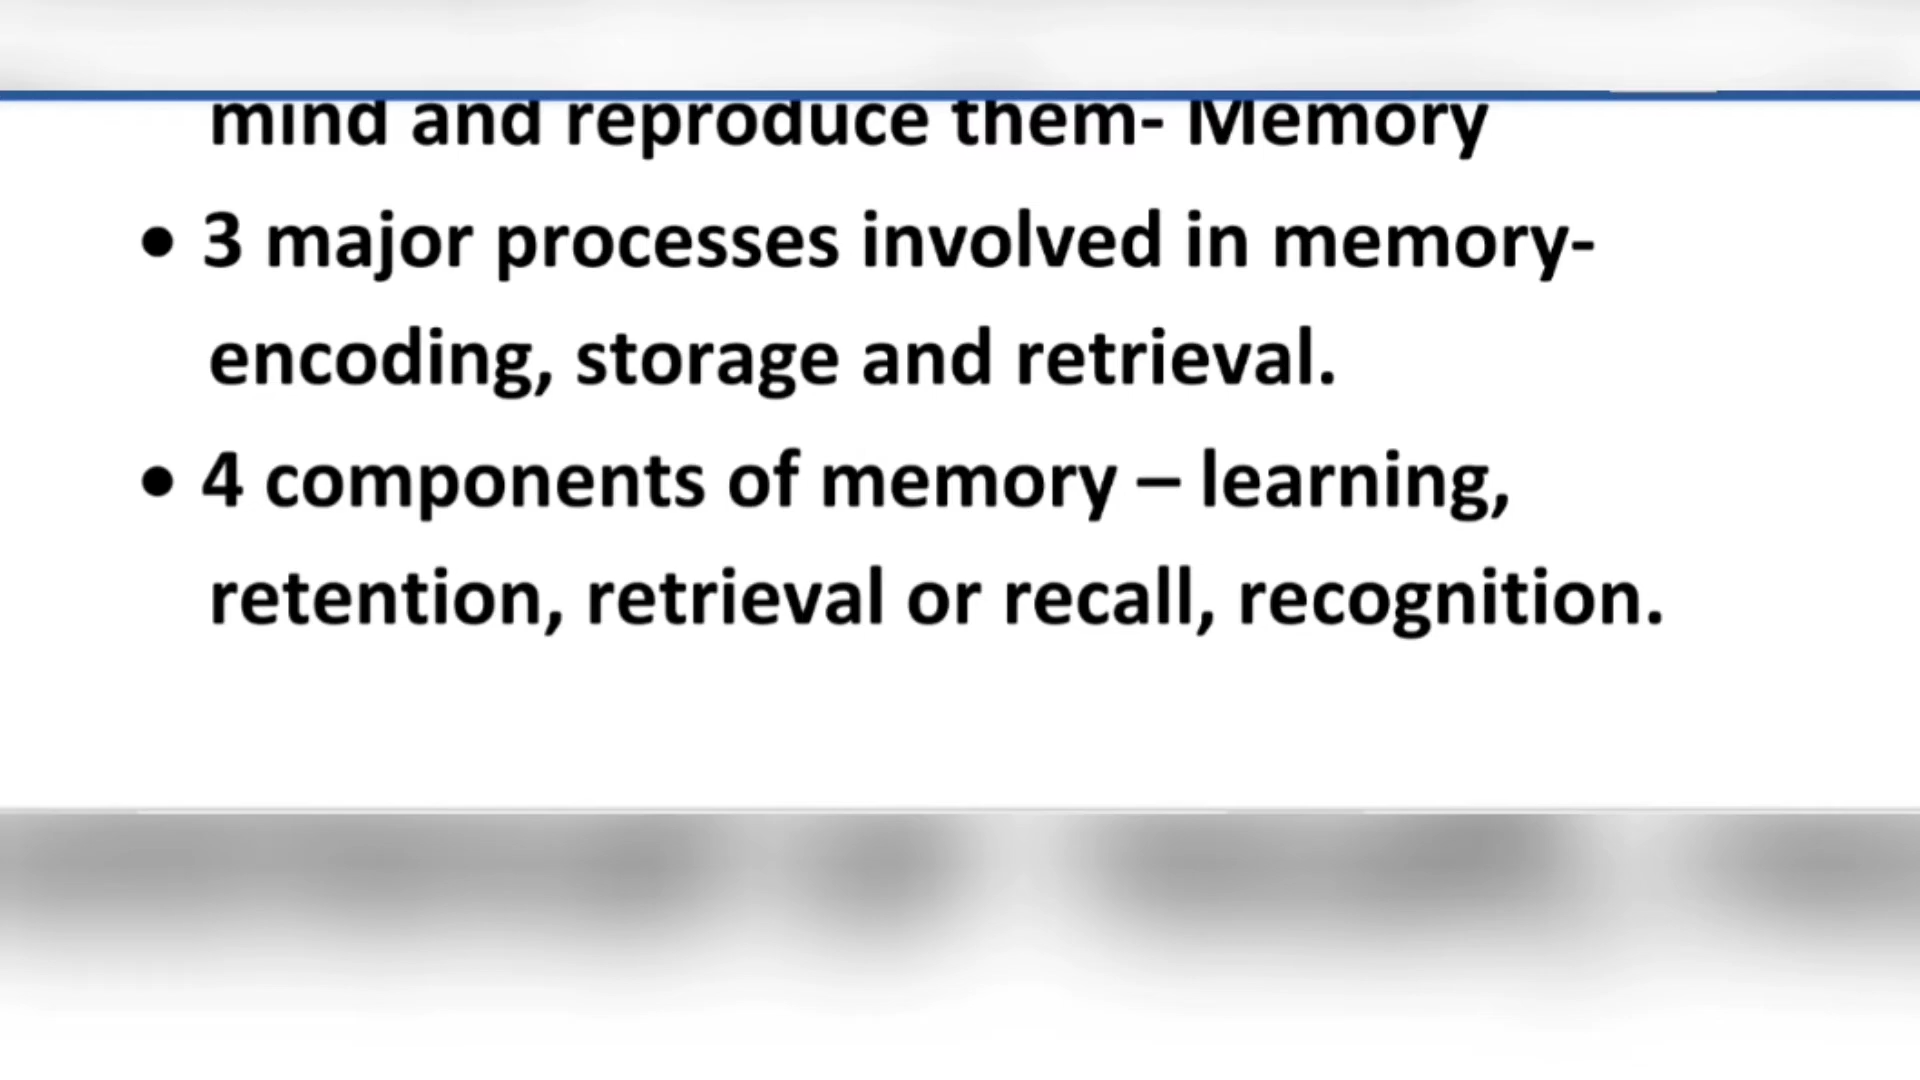 mind and reproduce them- Memory
• 3 major processes involved in memory-
encoding, storage and retrieval.
• 4 components of memory – learning,
retention, retrieval or recall, recognition.